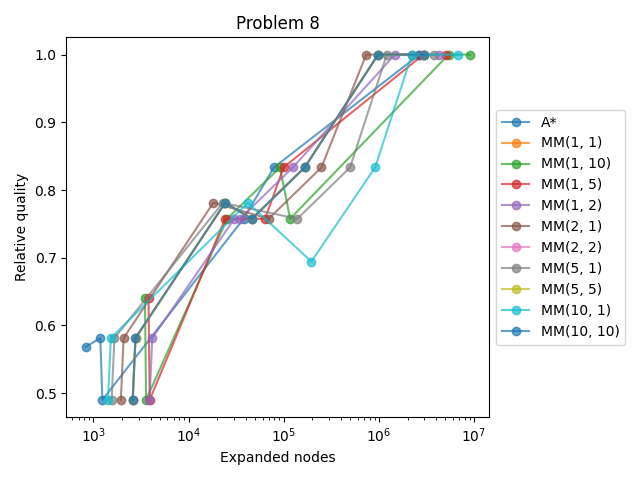 Problem 8
Relative quality
1.0
0.9
0.8
0.7
0.6
0.5
10³
10⁴
10⁵
10⁶
10⁷
Expanded nodes
A*
MM(1, 1)
MM(1, 10)
MM(1, 5)
MM(1, 2)
MM(2, 1)
MM(2, 2)
MM(5, 1)
MM(5, 5)
MM(10, 1)
MM(10, 10)